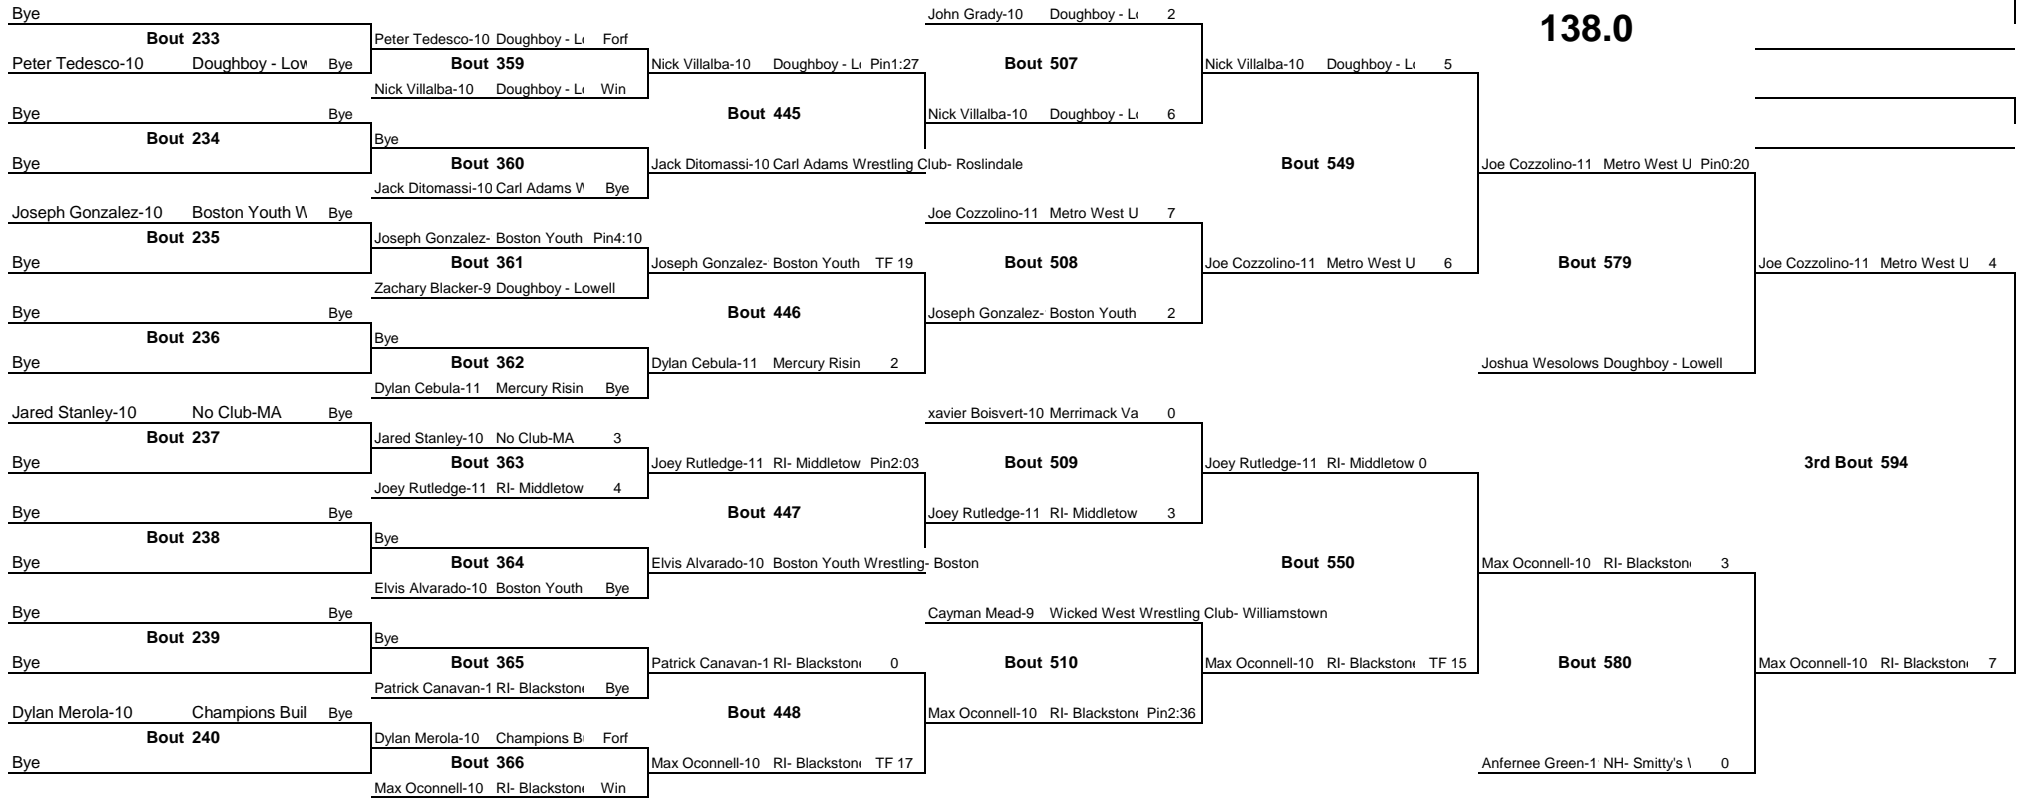 Bye John Grady-10 Doughboy - Lo 2
138.0
Bout 233 Peter Tedesco-10 Doughboy - Lo Forf
Peter Tedesco-10 Doughboy - Low Bye Bout 359 Nick Villalba-10 Doughboy - Lo Pin1:27 Bout 507 Nick Villalba-10 Doughboy - Lo 5
Nick Villalba-10 Doughboy - Lo Win
Bye Bye Bout 445 Nick Villalba-10 Doughboy - Lo 6
Bout 234 Bye
Bye Bout 360 Jack Ditomassi-10 Carl Adams Wrestling Club- Roslindale Bout 549 Joe Cozzolino-11 Metro West U Pin0:20
Jack Ditomassi-10 Carl Adams W Bye
Joseph Gonzalez-10 Boston Youth W Bye Joe Cozzolino-11 Metro West U 7
Bout 235 Joseph Gonzalez- Boston Youth Pin4:10
Bye Bout 361 Joseph Gonzalez- Boston Youth TF 19 Bout 508 Joe Cozzolino-11 Metro West U 6 Bout 579 Joe Cozzolino-11 Metro West U 4
Zachary Blacker-9 Doughboy - Lowell
Bye Bye Bout 446 Joseph Gonzalez- Boston Youth 2
Bout 236 Bye
Bye Bout 362 Dylan Cebula-11 Mercury Risin 2 Joshua Wesolows Doughboy - Lowell
Dylan Cebula-11 Mercury Risin Bye
Jared Stanley-10 No Club-MA Bye xavier Boisvert-10 Merrimack Va 0
Bout 237 Jared Stanley-10 No Club-MA 3
Bye Bout 363 Joey Rutledge-11 RI- Middletow Pin2:03 Bout 509 Joey Rutledge-11 RI- Middletow 0 3rd Bout 594
Joey Rutledge-11 RI- Middletow 4
Bye Bye Bout 447 Joey Rutledge-11 RI- Middletow 3
Bout 238 Bye
Bye Bout 364 Elvis Alvarado-10 Boston Youth Wrestling- Boston Bout 550 Max Oconnell-10 RI- Blackstone 3
Elvis Alvarado-10 Boston Youth Bye
Bye Bye Cayman Mead-9 Wicked West Wrestling Club- Williamstown
Bout 239 Bye
Bye Bout 365 Patrick Canavan-1 RI- Blackstone 0 Bout 510 Max Oconnell-10 RI- Blackstone TF 15 Bout 580 Max Oconnell-10 RI- Blackstone 7
Patrick Canavan-1 RI- Blackstone Bye
Dylan Merola-10 Champions Buil Bye Bout 448 Max Oconnell-10 RI- Blackstone Pin2:36
Bout 240 Dylan Merola-10 Champions B Forf
Bye Bout 366 Max Oconnell-10 RI- Blackstone TF 17 Anfernee Green-1 NH- Smitty's 0
Max Oconnell-10 RI- Blackstone Win